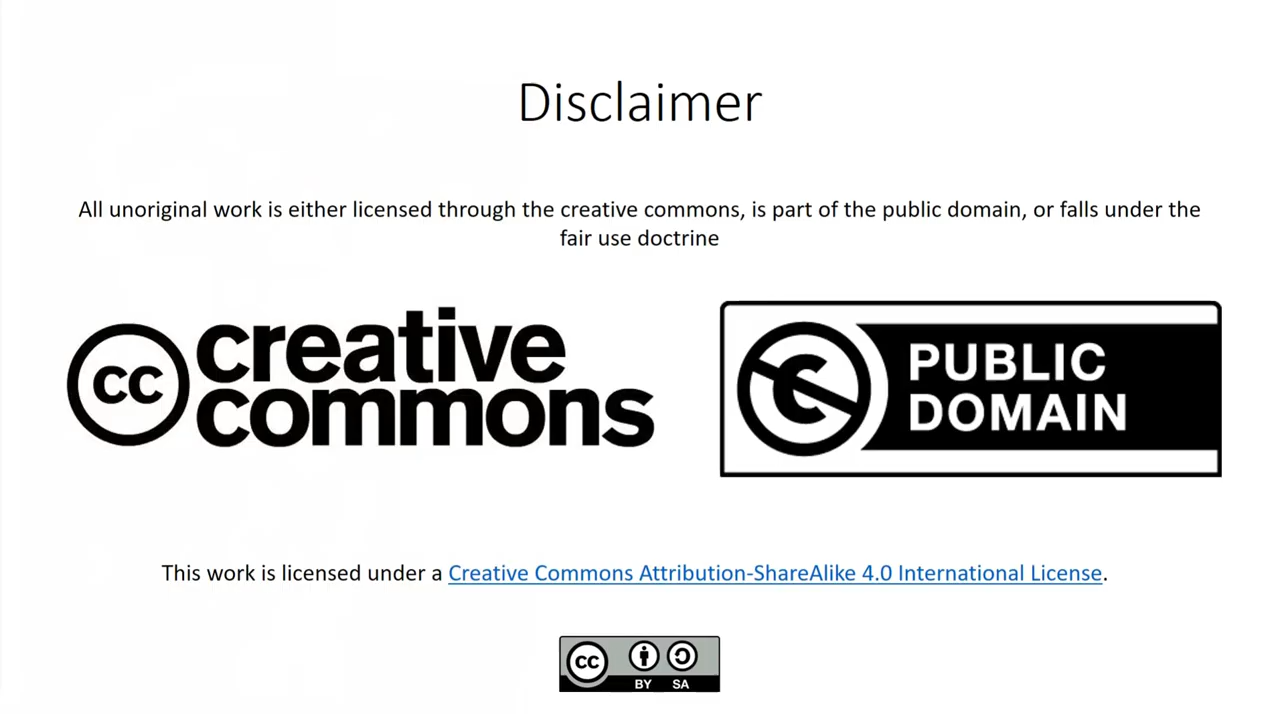 Disclaimer
All unoriginal work is either licensed through the creative commons, is part of the public domain, or falls under the
fair use doctrine
cc creative
commons
C PUBLIC
DOMAIN
This work is licensed under a Creative Commons Attribution-ShareAlike 4.0 International License.
cc
BY SA